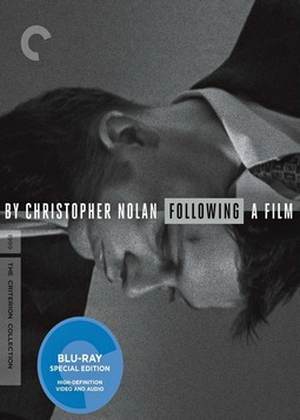 BY CHRISTOPHER NOLAN FOLLOWING A FILM
THE CRITERION COLLECTION
BLU-RAY
SPECIAL EDITION
HIGH-DEFINITION
VIDEO AND AUDIO